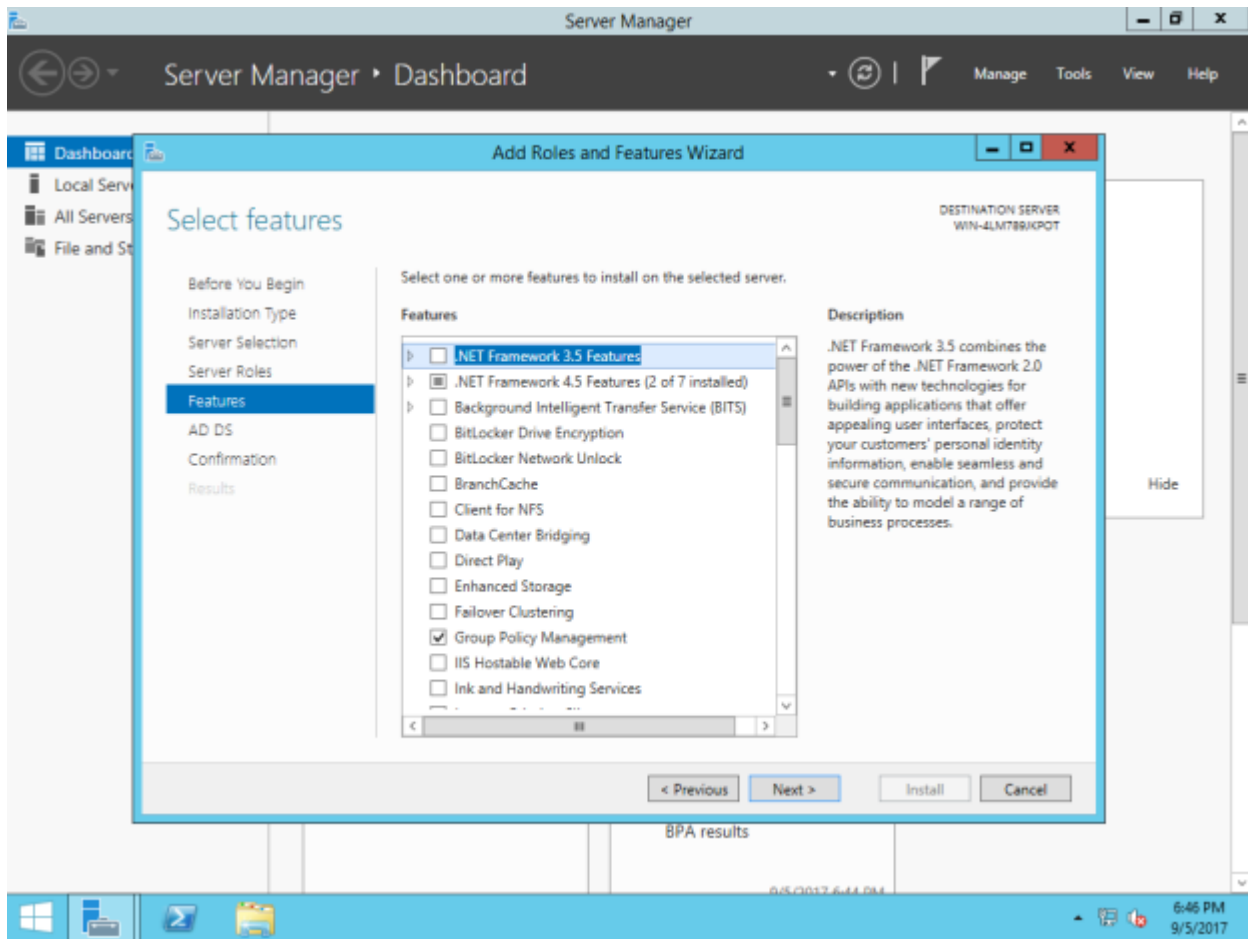 Server Manager
Server Manager • Dashboard
Manage Tools View Help
Dashboard
Local Serv
All Servers
File and St
Add Roles and Features Wizard
Select features
DESTINATION SERVER
WIN-4LM789JKPOT
Before You Begin
Installation Type
Server Selection
Server Roles
Features
AD DS
Confirmation
Results
Select one or more features to install on the selected server.
Features
.NET Framework 3.5 Features
.NET Framework 4.5 Features (2 of 7 installed)
Background Intelligent Transfer Service (BITS)
BitLocker Drive Encryption
BitLocker Network Unlock
BranchCache
Client for NFS
Data Center Bridging
Direct Play
Enhanced Storage
Failover Clustering
Group Policy Management
IIS Hostable Web Core
Ink and Handwriting Services
Description
.NET Framework 3.5 combines the
power of the .NET Framework 2.0
APIs with new technologies for
building applications that offer
appealing user interfaces, protect
your customers' personal identity
information, enable seamless and
secure communication, and provide
the ability to model a range of
business processes.
Hide
< Previous Next > Install Cancel
BPA results
9/5/2017 6:44 PM
6:46 PM
9/5/2017